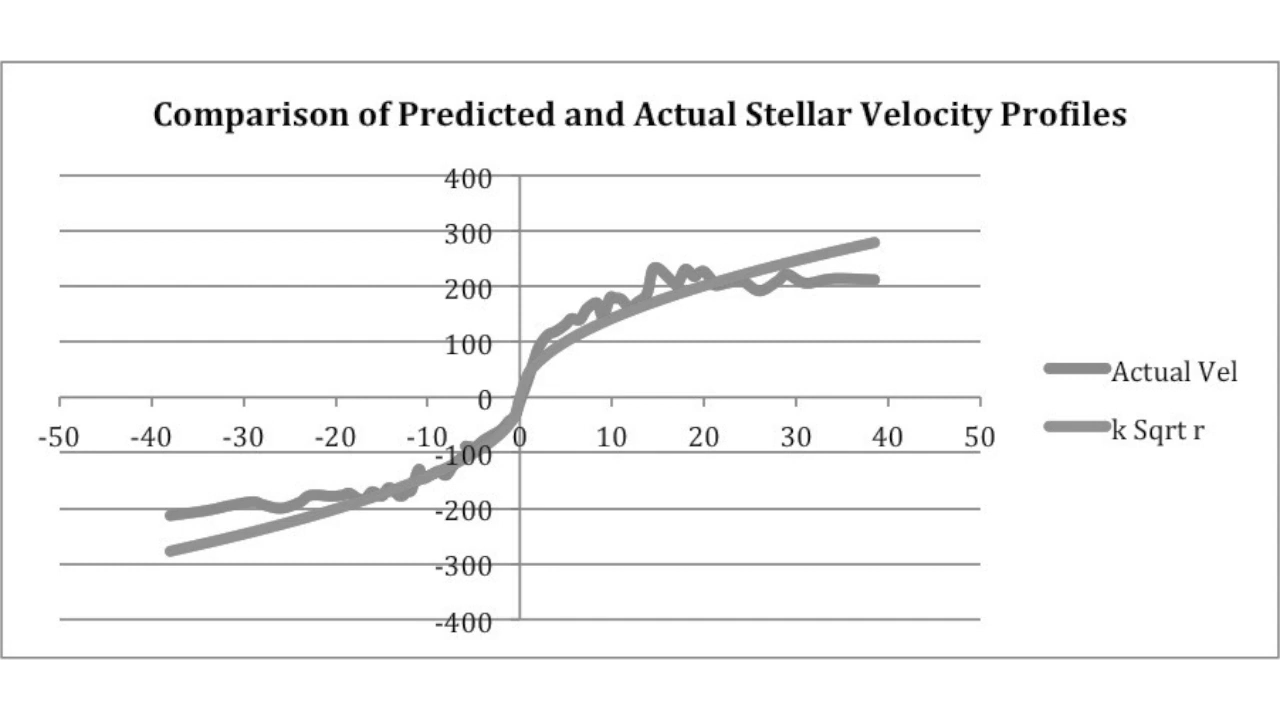 Comparison of Predicted and Actual Stellar Velocity Profiles
400
300
200
100
0
-50 -40 -30 -20 -10 0 10 20 30 40 50
-100
-200
-300
-400
Actual Vel
k Sqrt r